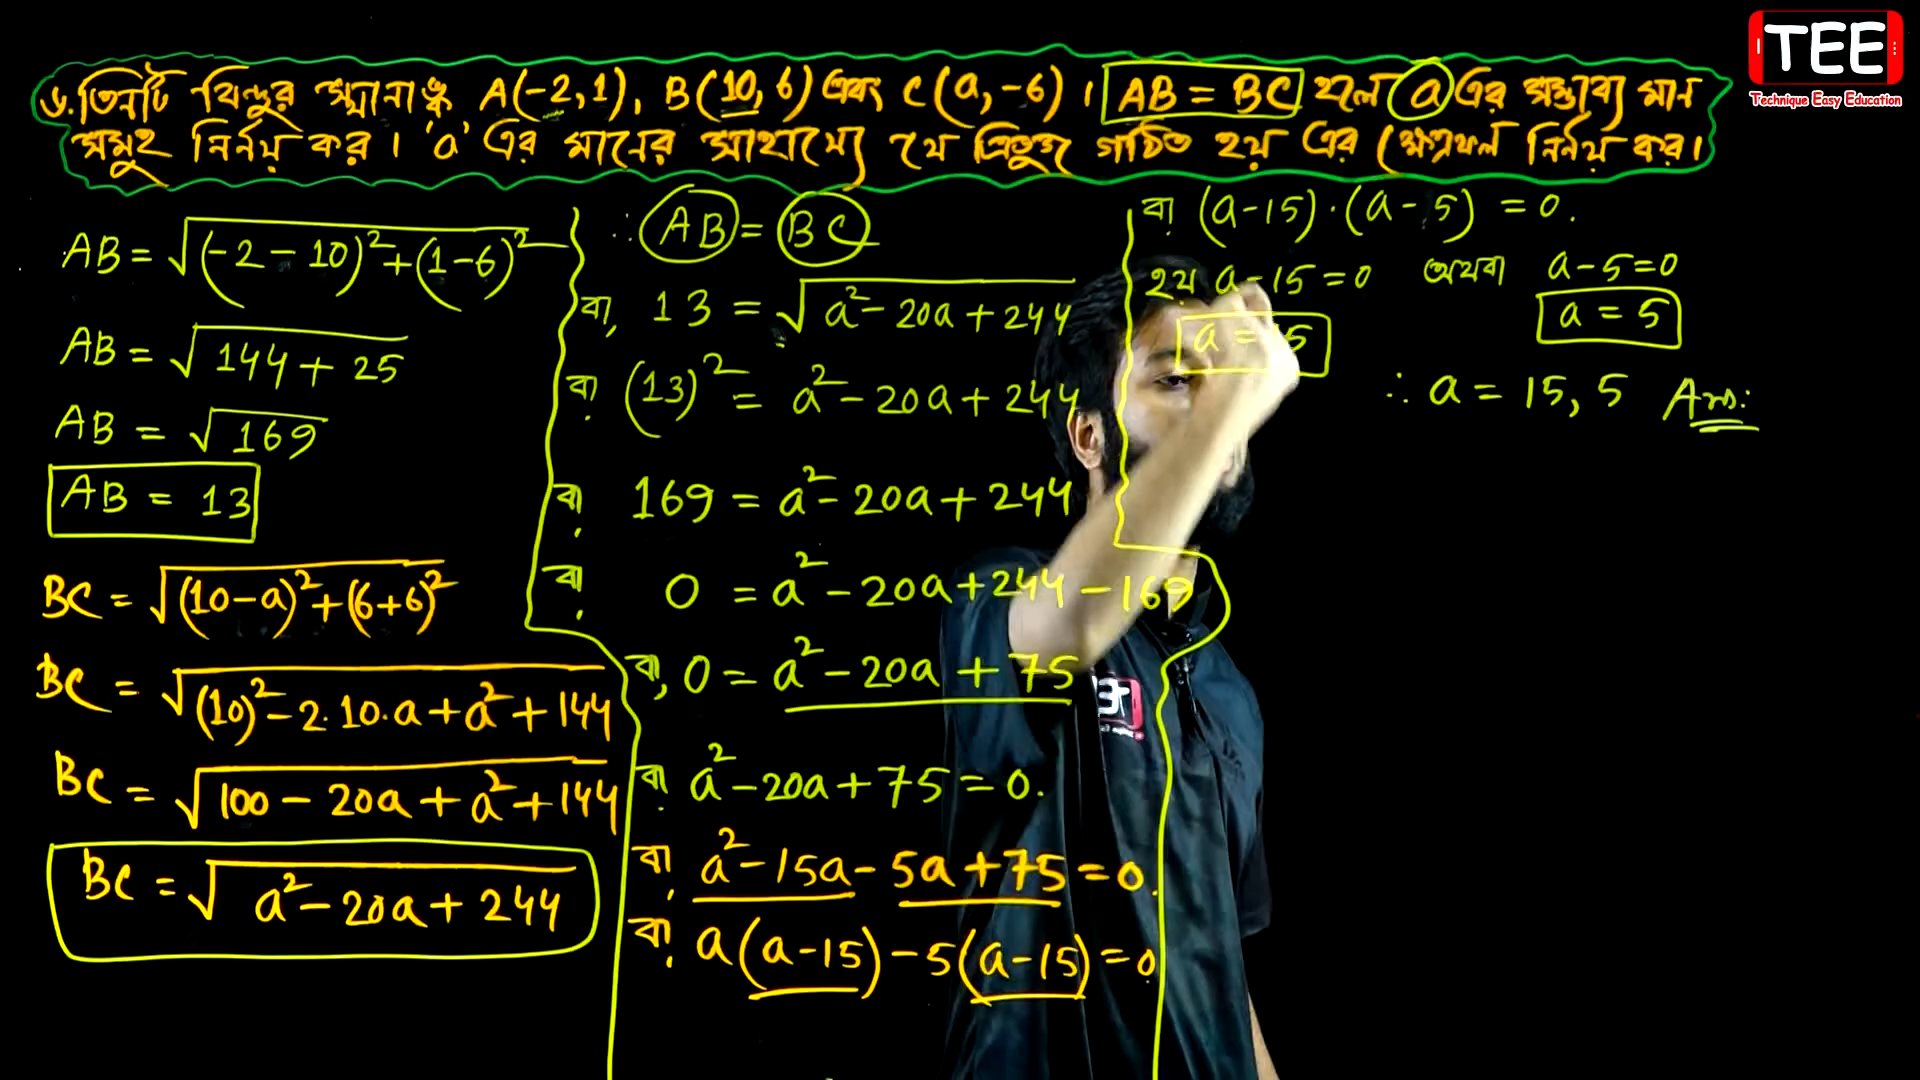 ৬. তিনটি বিন্দুর স্থানাঙ্ক A(-2,1), B(10,6) এবং C(a,-6) । AB = BC হলে a এর সম্ভাব্য মান
সমূহ নির্নয় কর। 'a' এর মানের সাহায্যে যে ত্রিভুজ গঠিত হয় এর ক্ষেত্রফল নির্নয় কর।
TEE
Technique Easy Education
AB = √(-2-10)²+(1-6)²
AB = √144+25
AB = √169
AB = 13
BC = √(10-a)²+(6+6)²
BC = √(10)²-2.10.a+a²+144
BC = √100-20a+a²+144
BC = √a²-20a+244
∴ AB = BC
বা, 13 = √a²-20a+244
বা, (13)² = a²-20a+244
বা, 169 = a²-20a+244
বা, 0 = a²-20a+244-169
বা, 0 = a²-20a+75
বা, a²-20a+75=0.
বা, a²-15a-5a+75=0.
বা, a(a-15)-5(a-15)=0
বা (a-15).(a-5) = 0.
হয় a-15=0 অথবা a-5=0
a = 15 a = 5
∴ a = 15, 5 Ans: